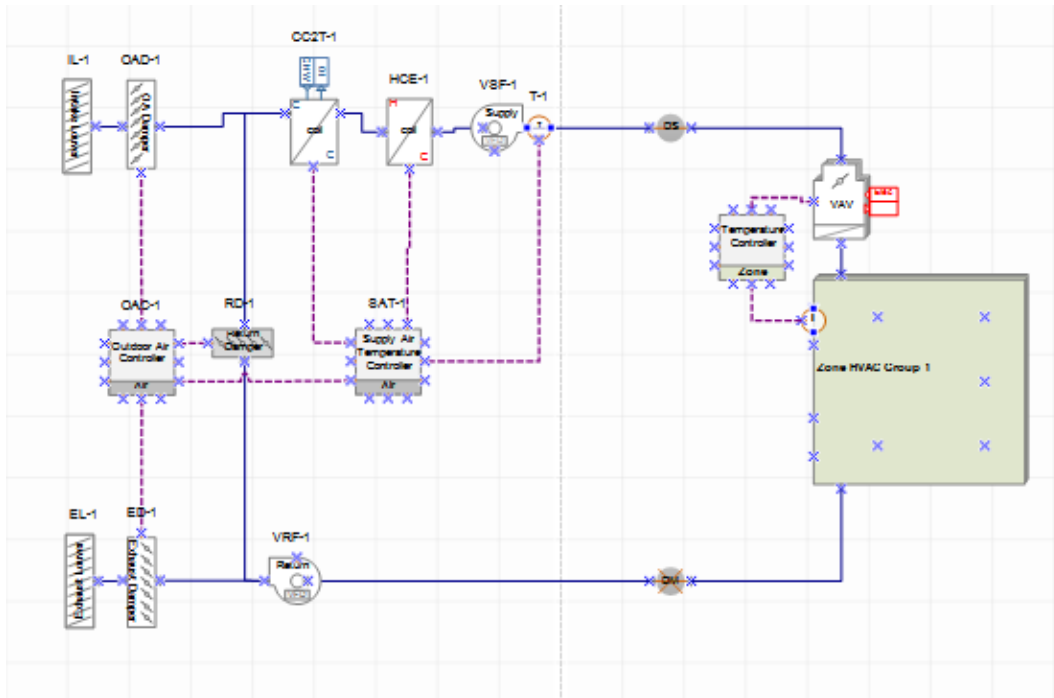 CC2T-1
IL-1
OAD-1
HCE-1
VSF-1
T-1
Intake Louver
OA Damper
CHW
H
C
coil
coil
C
C
Supply
T
DS
VAV
Temperature
Controller
Zone
OAC-1
RD-1
SAT-1
Outdoor Air
Controller
Air
Return
Damper
Supply Air
Temperature
Controller
Air
Zone HVAC Group 1
EL-1
ED-1
VRF-1
Exhaust Louver
Exhaust Damper
Return
DM